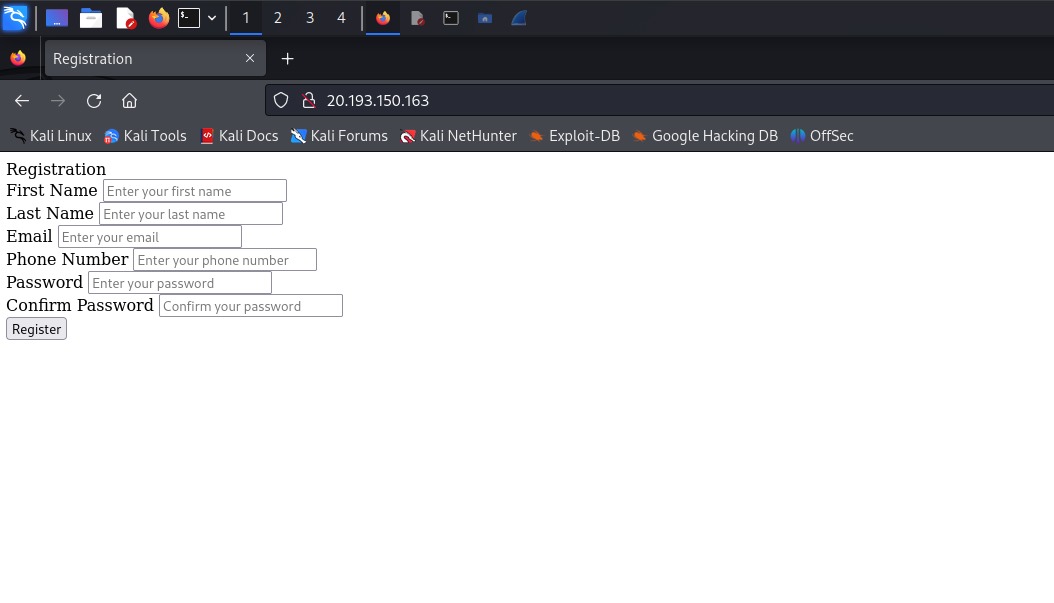 1 2 3 4
Registration
20.193.150.163
Kali Linux Kali Tools Kali Docs Kali Forums Kali NetHunter Exploit-DB Google Hacking DB OffSec
Registration
First Name Enter your first name
Last Name Enter your last name
Email Enter your email
Phone Number Enter your phone number
Password Enter your password
Confirm Password Confirm your password
Register